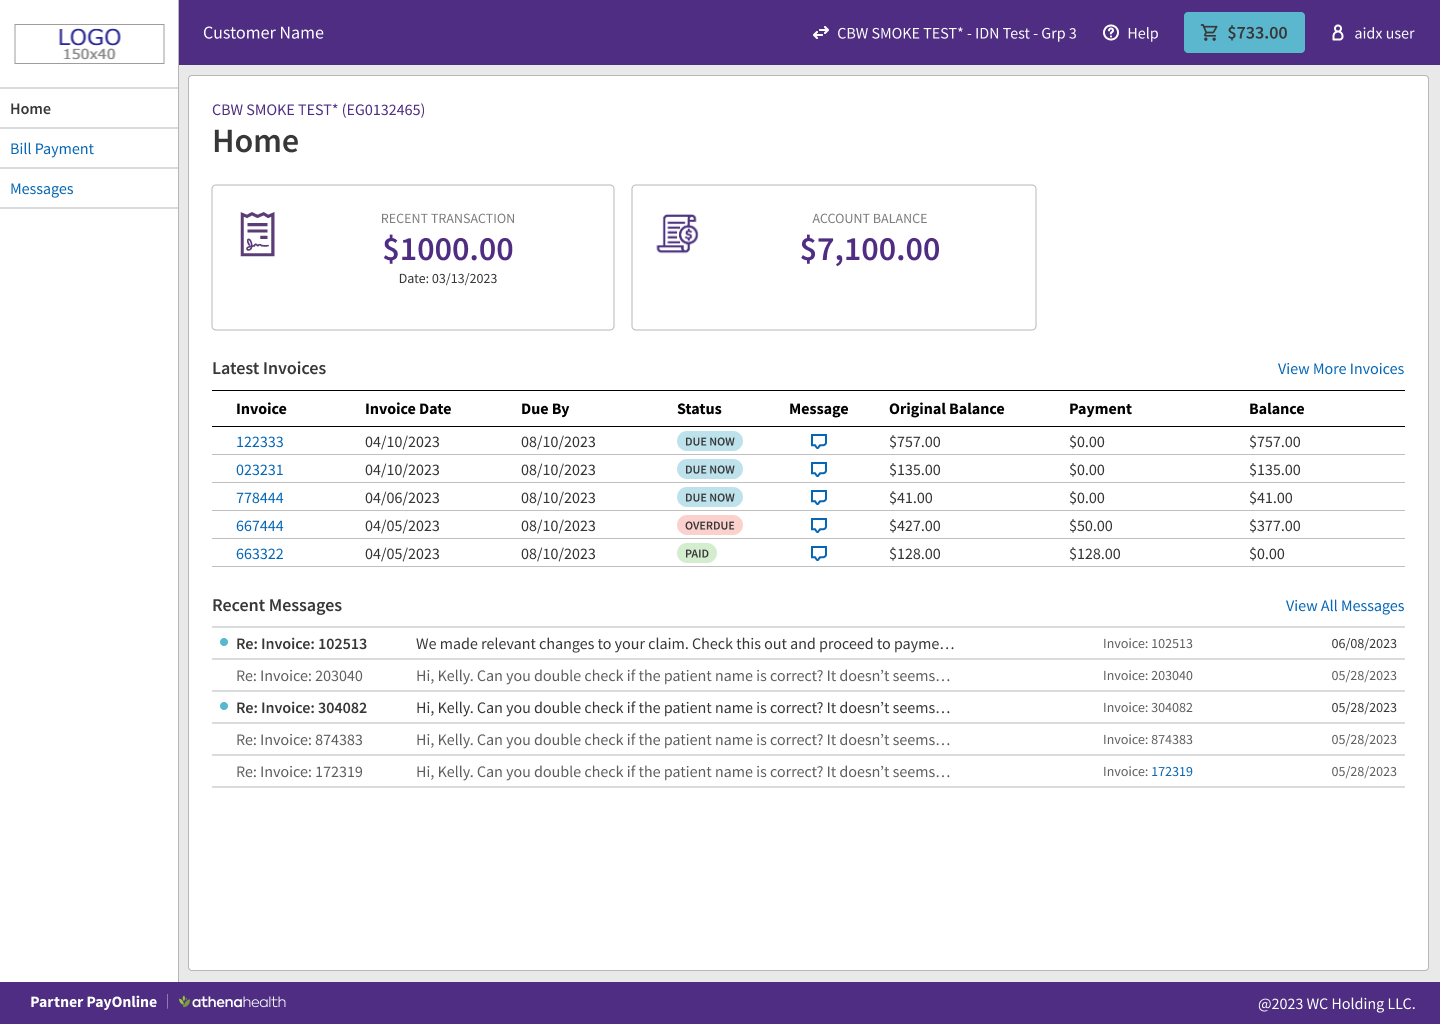 LOGO
150x40
Customer Name
CBW SMOKE TEST* - IDN Test - Grp 3
Help
$733.00
aidx user
Home
Bill Payment
Messages
CBW SMOKE TEST* (EG0132465)
Home
RECENT TRANSACTION
$1000.00
Date: 03/13/2023
ACCOUNT BALANCE
$7,100.00
Latest Invoices View More Invoices
Invoice Invoice Date Due By Status Message Original Balance Payment Balance
122333 04/10/2023 08/10/2023 DUE NOW $757.00 $0.00 $757.00
023231 04/10/2023 08/10/2023 DUE NOW $135.00 $0.00 $135.00
778444 04/06/2023 08/10/2023 DUE NOW $41.00 $0.00 $41.00
667444 04/05/2023 08/10/2023 OVERDUE $427.00 $50.00 $377.00
663322 04/05/2023 08/10/2023 PAID $128.00 $128.00 $0.00
Recent Messages View All Messages
Re: Invoice: 102513 We made relevant changes to your claim. Check this out and proceed to payme… Invoice: 102513 06/08/2023
Re: Invoice: 203040 Hi, Kelly. Can you double check if the patient name is correct? It doesn’t seems… Invoice: 203040 05/28/2023
Re: Invoice: 304082 Hi, Kelly. Can you double check if the patient name is correct? It doesn’t seems… Invoice: 304082 05/28/2023
Re: Invoice: 874383 Hi, Kelly. Can you double check if the patient name is correct? It doesn’t seems… Invoice: 874383 05/28/2023
Re: Invoice: 172319 Hi, Kelly. Can you double check if the patient name is correct? It doesn’t seems… Invoice: 172319 05/28/2023
Partner PayOnline athenahealth @2023 WC Holding LLC.